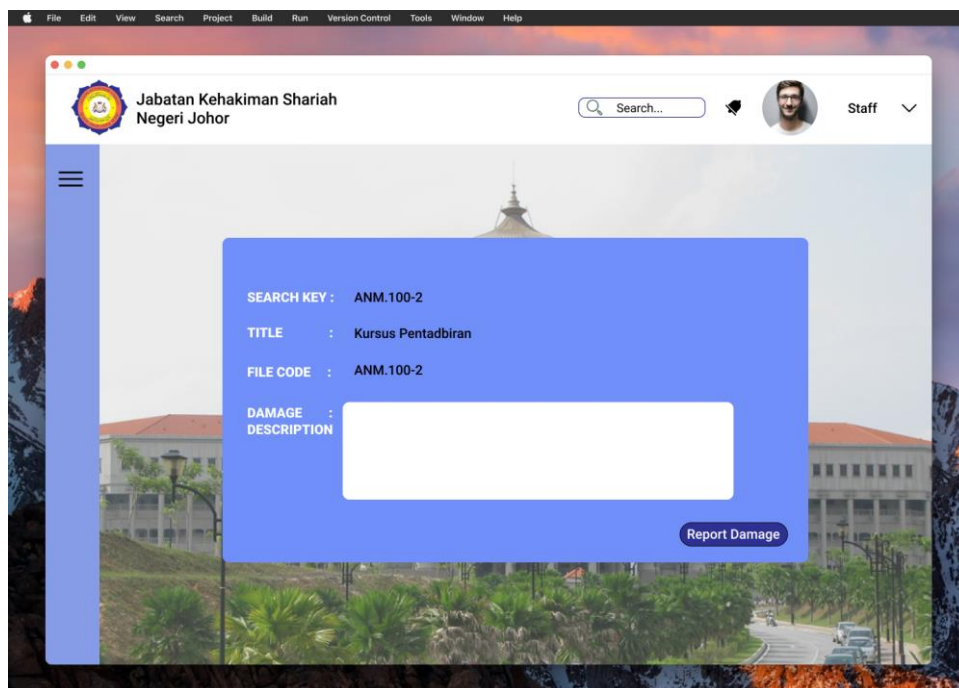 File Edit View Search Project Build Run Version Control Tools Window Help
Jabatan Kehakiman Shariah
Negeri Johor
Search...
Staff
SEARCH KEY : ANM.100-2
TITLE : Kursus Pentadbiran
FILE CODE : ANM.100-2
DAMAGE :
DESCRIPTION
Report Damage